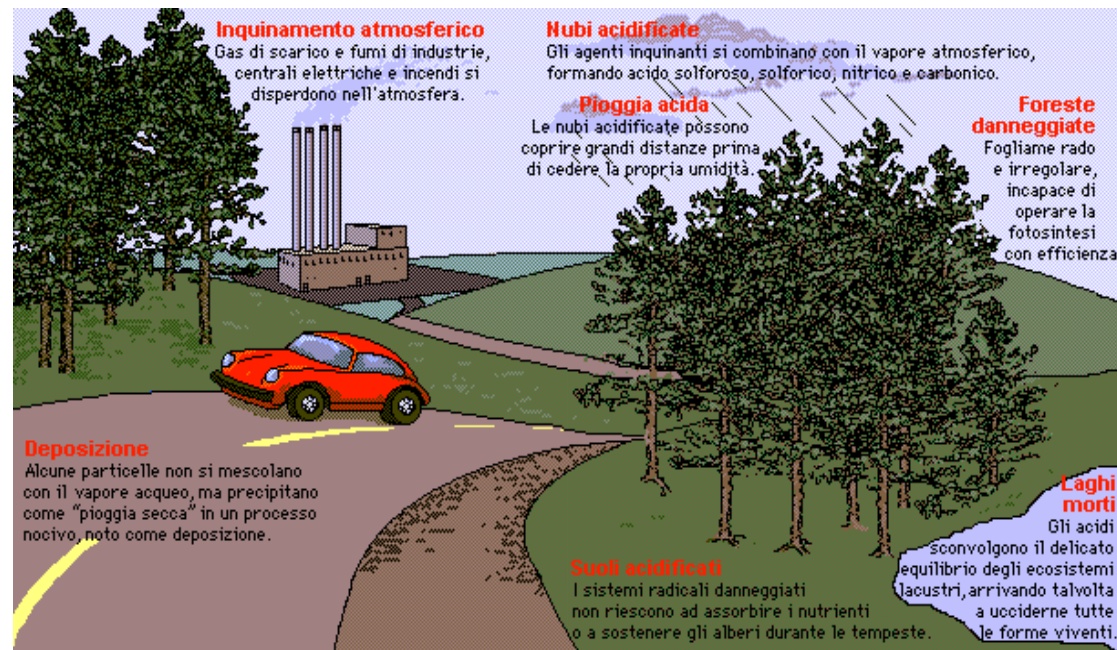 Inquinamento atmosferico
Gas di scarico e fumi di industrie,
centrali elettriche e incendi si
disperdono nell'atmosfera.
Nubi acidificate
Gli agenti inquinanti si combinano con il vapore atmosferico,
formando acido solforoso, solforico, nitrico e carbonico.
Pioggia acida
Le nubi acidificate possono
coprire grandi distanze prima
di cedere la propria umidità.
Foreste
danneggiate
Fogliame rado
e irregolare,
incapace di
operare la
fotosintesi
con efficienza
Deposizione
Alcune particelle non si mescolano
con il vapore acqueo, ma precipitano
come "pioggia secca" in un processo
nocivo, noto come deposizione.
Suoli acidificati
I sistemi radicali danneggiati
non riescono ad assorbire i nutrienti
o a sostenere gli alberi durante le tempeste.
Laghi
morti
Gli acidi
sconvolgono il delicato
equilibrio degli ecosistemi
lacustri, arrivando talvolta
a ucciderne tutte
le forme viventi.